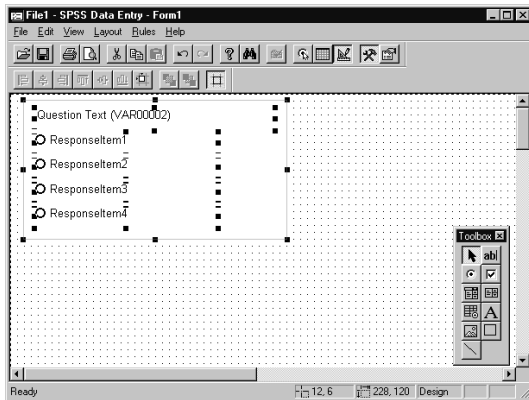 File1 - SPSS Data Entry - Form1
File Edit View Layout Rules Help
Question Text (VAR00002)
ResponseItem1
ResponseItem2
ResponseItem3
ResponseItem4
Toolbox
ab
A
Ready
12, 6
228, 120
Design